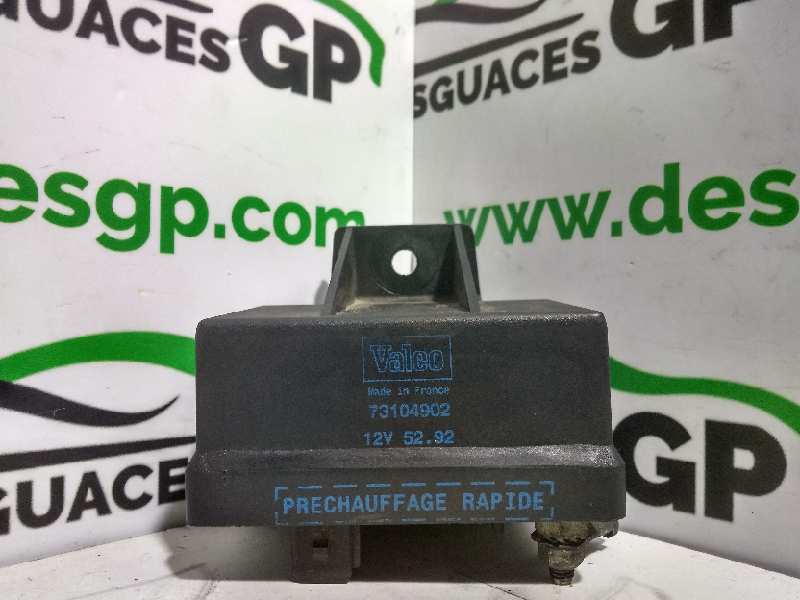 GUACES GP
SGUACES GP
esgp.com
www.des
Valeo
Made in France
73104902
12V 52.92
PRECHAUFFAGE RAPIDE
GUACES
GP